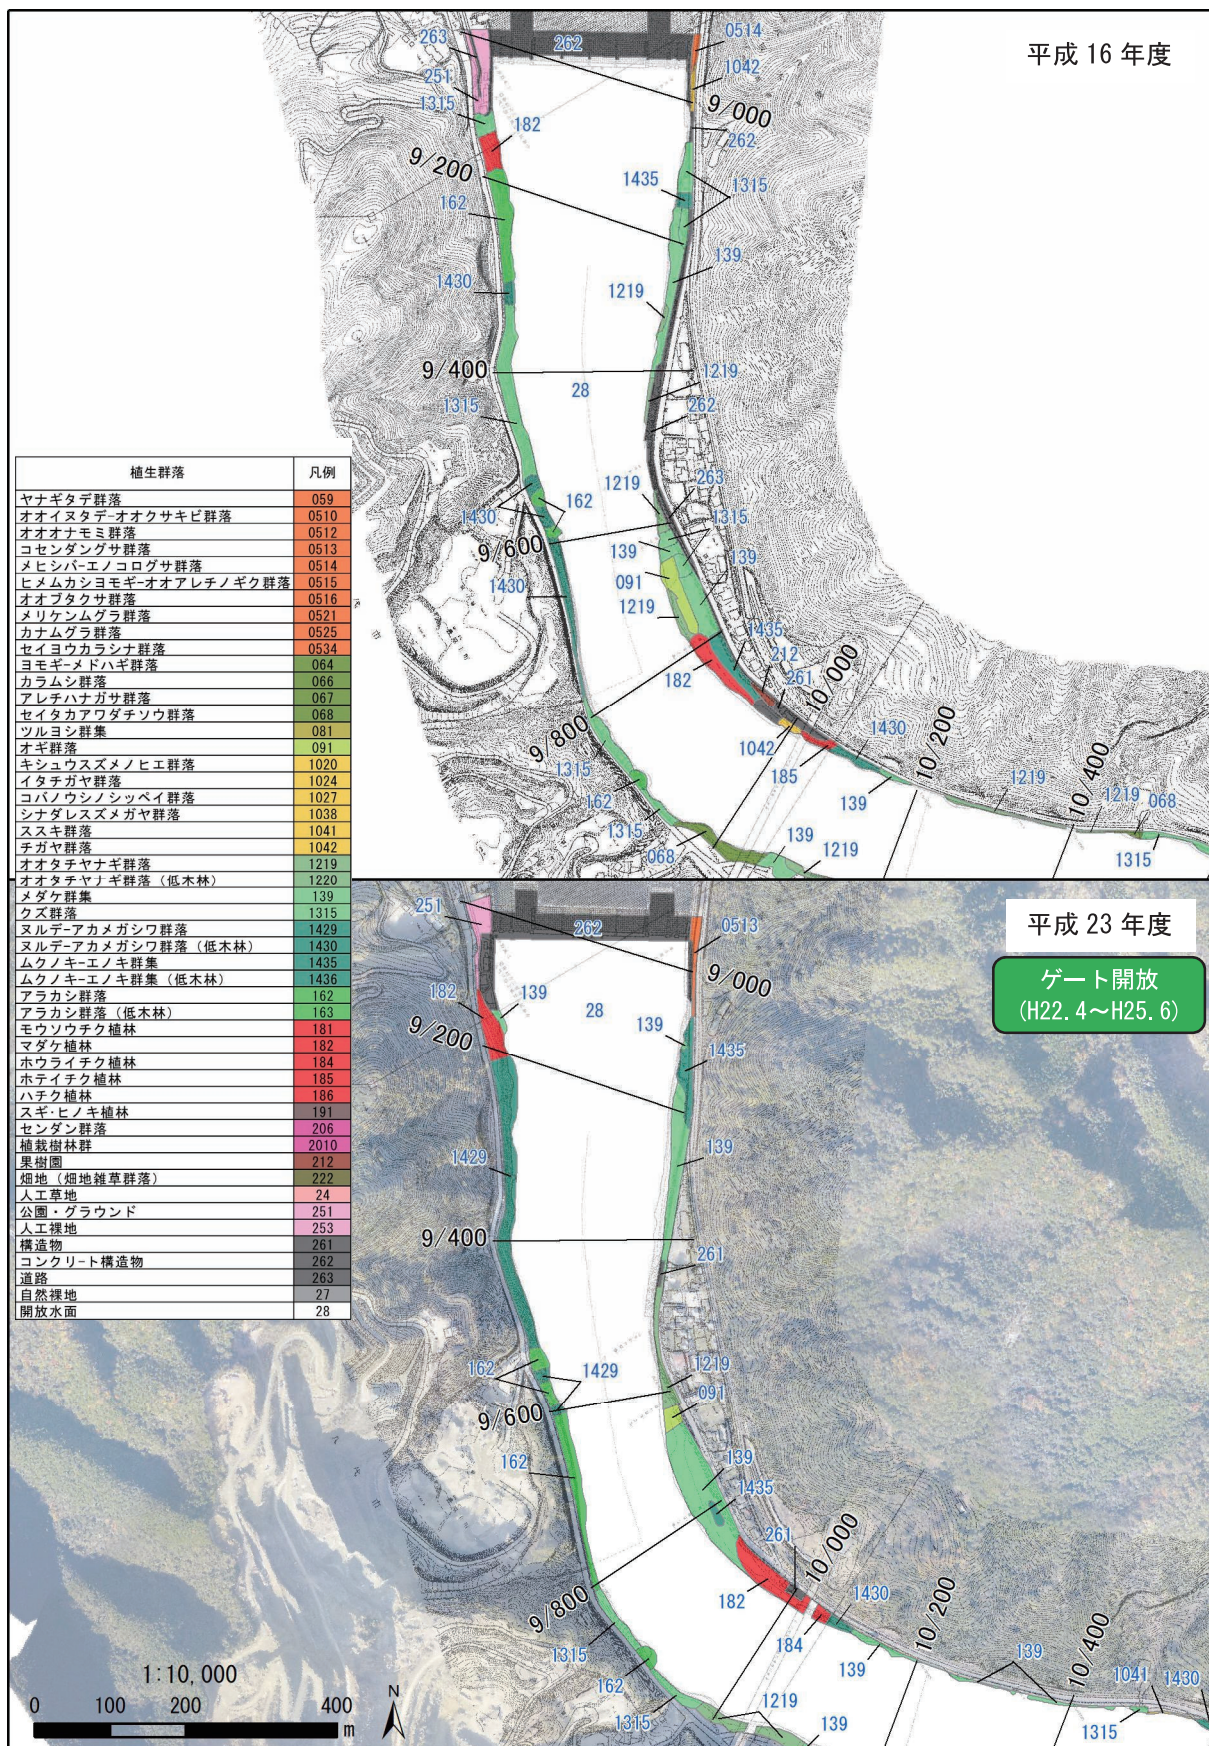 平成 16 年度
263
262
0514
251
1042
1315
182
9/000
262
9/200
1435
1315
162
139
1430
1219
9/400
28
1219
1315
262
263
1219
162
1315
1430
9/600
139
139
091
1430
1219
1435
212
182
261
10/000
9/800
1042
1430
10/200
1315
185
10/400
162
139
1219
1219
068
1315
139
068
1219
1315
植生群落 凡例
ヤナギタデ群落 059
オオイヌタデ-オオクサキビ群落 0510
オオオナモミ群落 0512
コセンダングサ群落 0513
メヒシバ-エノコログサ群落 0514
ヒメムカシヨモギ-オオアレチノギク群落 0515
オオブタクサ群落 0516
メリケンムグラ群落 0521
カナムグラ群落 0525
セイヨウカラシナ群落 0534
ヨモギ-メドハギ群落 064
カラムシ群落 066
アレチハナガサ群落 067
セイタカアワダチソウ群落 068
ツルヨシ群集 081
オギ群落 091
キシュウスズメノヒエ群落 1020
イタチガヤ群落 1024
コバノウシノシッペイ群落 1027
シナダレスズメガヤ群落 1038
ススキ群落 1041
チガヤ群落 1042
オオタチヤナギ群落 1219
オオタチヤナギ群落（低木林） 1220
メダケ群集 139
クズ群落 1315
ヌルデ-アカメガシワ群落 1429
ヌルデ-アカメガシワ群落（低木林） 1430
ムクノキ-エノキ群集 1435
ムクノキ-エノキ群集（低木林） 1436
アラカシ群落 162
アラカシ群落（低木林） 163
モウソウチク植林 181
マダケ植林 182
ホウライチク植林 184
ホテイチク植林 185
ハチク植林 186
スギ・ヒノキ植林 191
センダン群落 206
植栽樹林群 2010
果樹園 212
畑地（畑地雑草群落） 222
人工草地 24
公園・グラウンド 251
人工裸地 253
構造物 261
コンクリート構造物 262
道路 263
自然裸地 27
開放水面 28
平成 23 年度
ゲート開放
(H22.4～H25.6)
251
262
0513
9/000
182
139
28
139
9/200
1435
139
1429
9/400
261
162
1429
1219
091
9/600
162
139
1435
261
10/000
182
1430
10/200
9/800
184
1315
139
139
10/400
1041
1430
162
1219
1315
139
1315
1:10,000
0 100 200 400
m
N